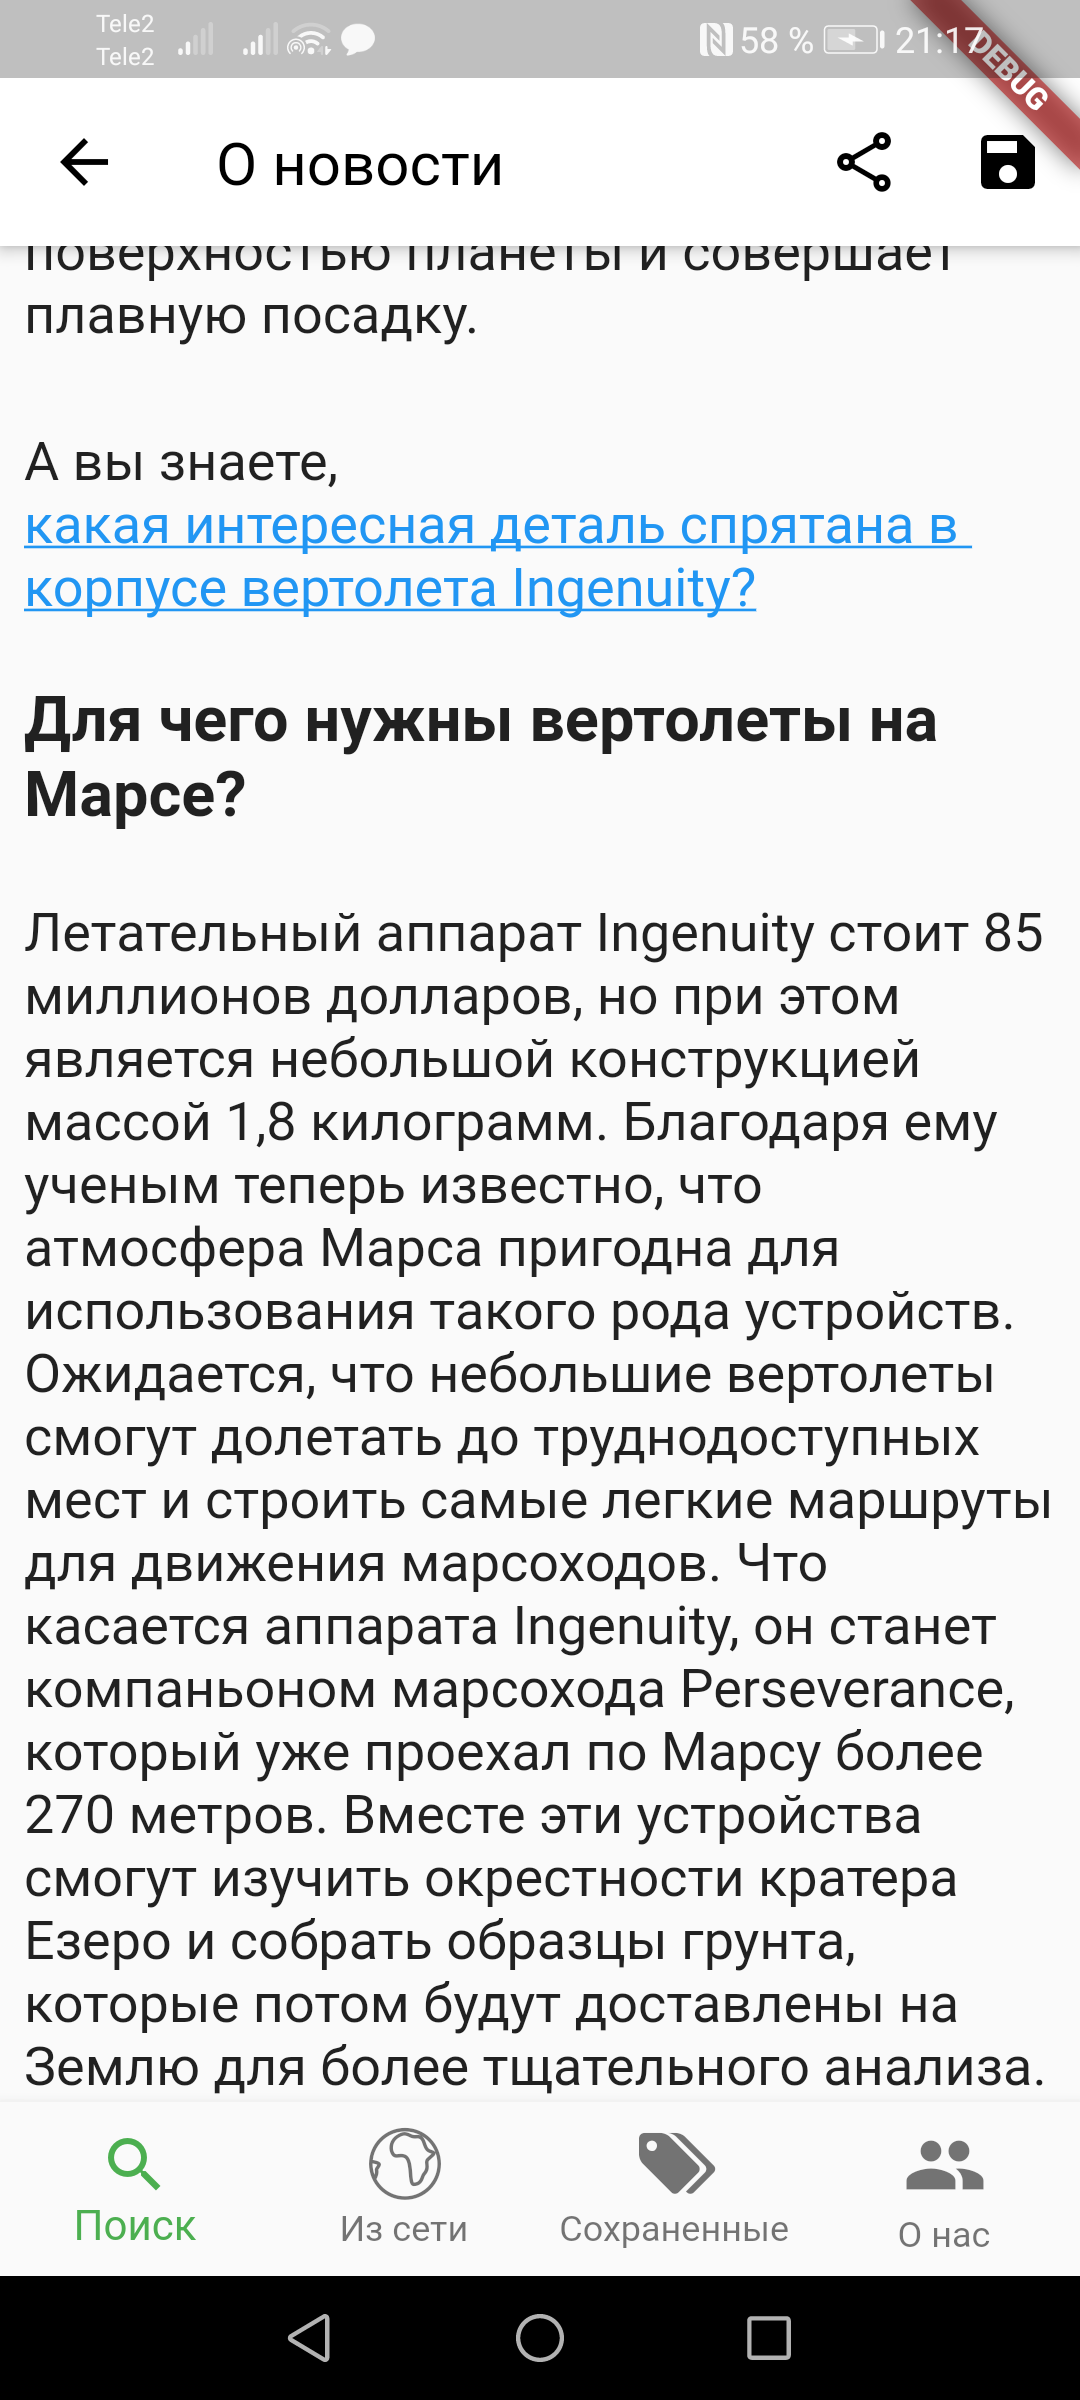 Tele2
Tele2
58 %
21:17
DEBUG
О новости
поверхностью планеты и совершает
плавную посадку.
А вы знаете,
какая интересная деталь спрятана в
корпусе вертолета Ingenuity?
Для чего нужны вертолеты на
Марсе?
Летательный аппарат Ingenuity стоит 85
миллионов долларов, но при этом
является небольшой конструкцией
массой 1,8 килограмм. Благодаря ему
ученым теперь известно, что
атмосфера Марса пригодна для
использования такого рода устройств.
Ожидается, что небольшие вертолеты
смогут долетать до труднодоступных
мест и строить самые легкие маршруты
для движения марсоходов. Что
касается аппарата Ingenuity, он станет
компаньоном марсохода Perseverance,
который уже проехал по Марсу более
270 метров. Вместе эти устройства
смогут изучить окрестности кратера
Езеро и собрать образцы грунта,
которые потом будут доставлены на
Землю для более тщательного анализа.
Поиск
Из сети
Сохраненные
О нас